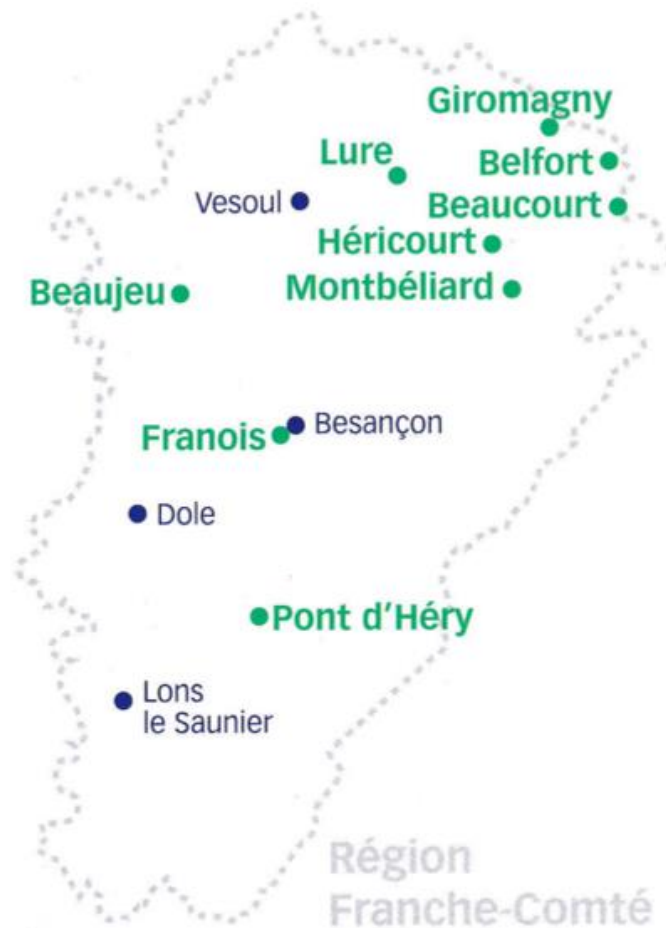 Giromagny
Lure
Belfort
Vesoul
Beaucourt
Héricourt
Beaujeu
Montbéliard
Franois
Besançon
Dole
Pont d'Héry
Lons
le Saunier
Région
Franche-Comté